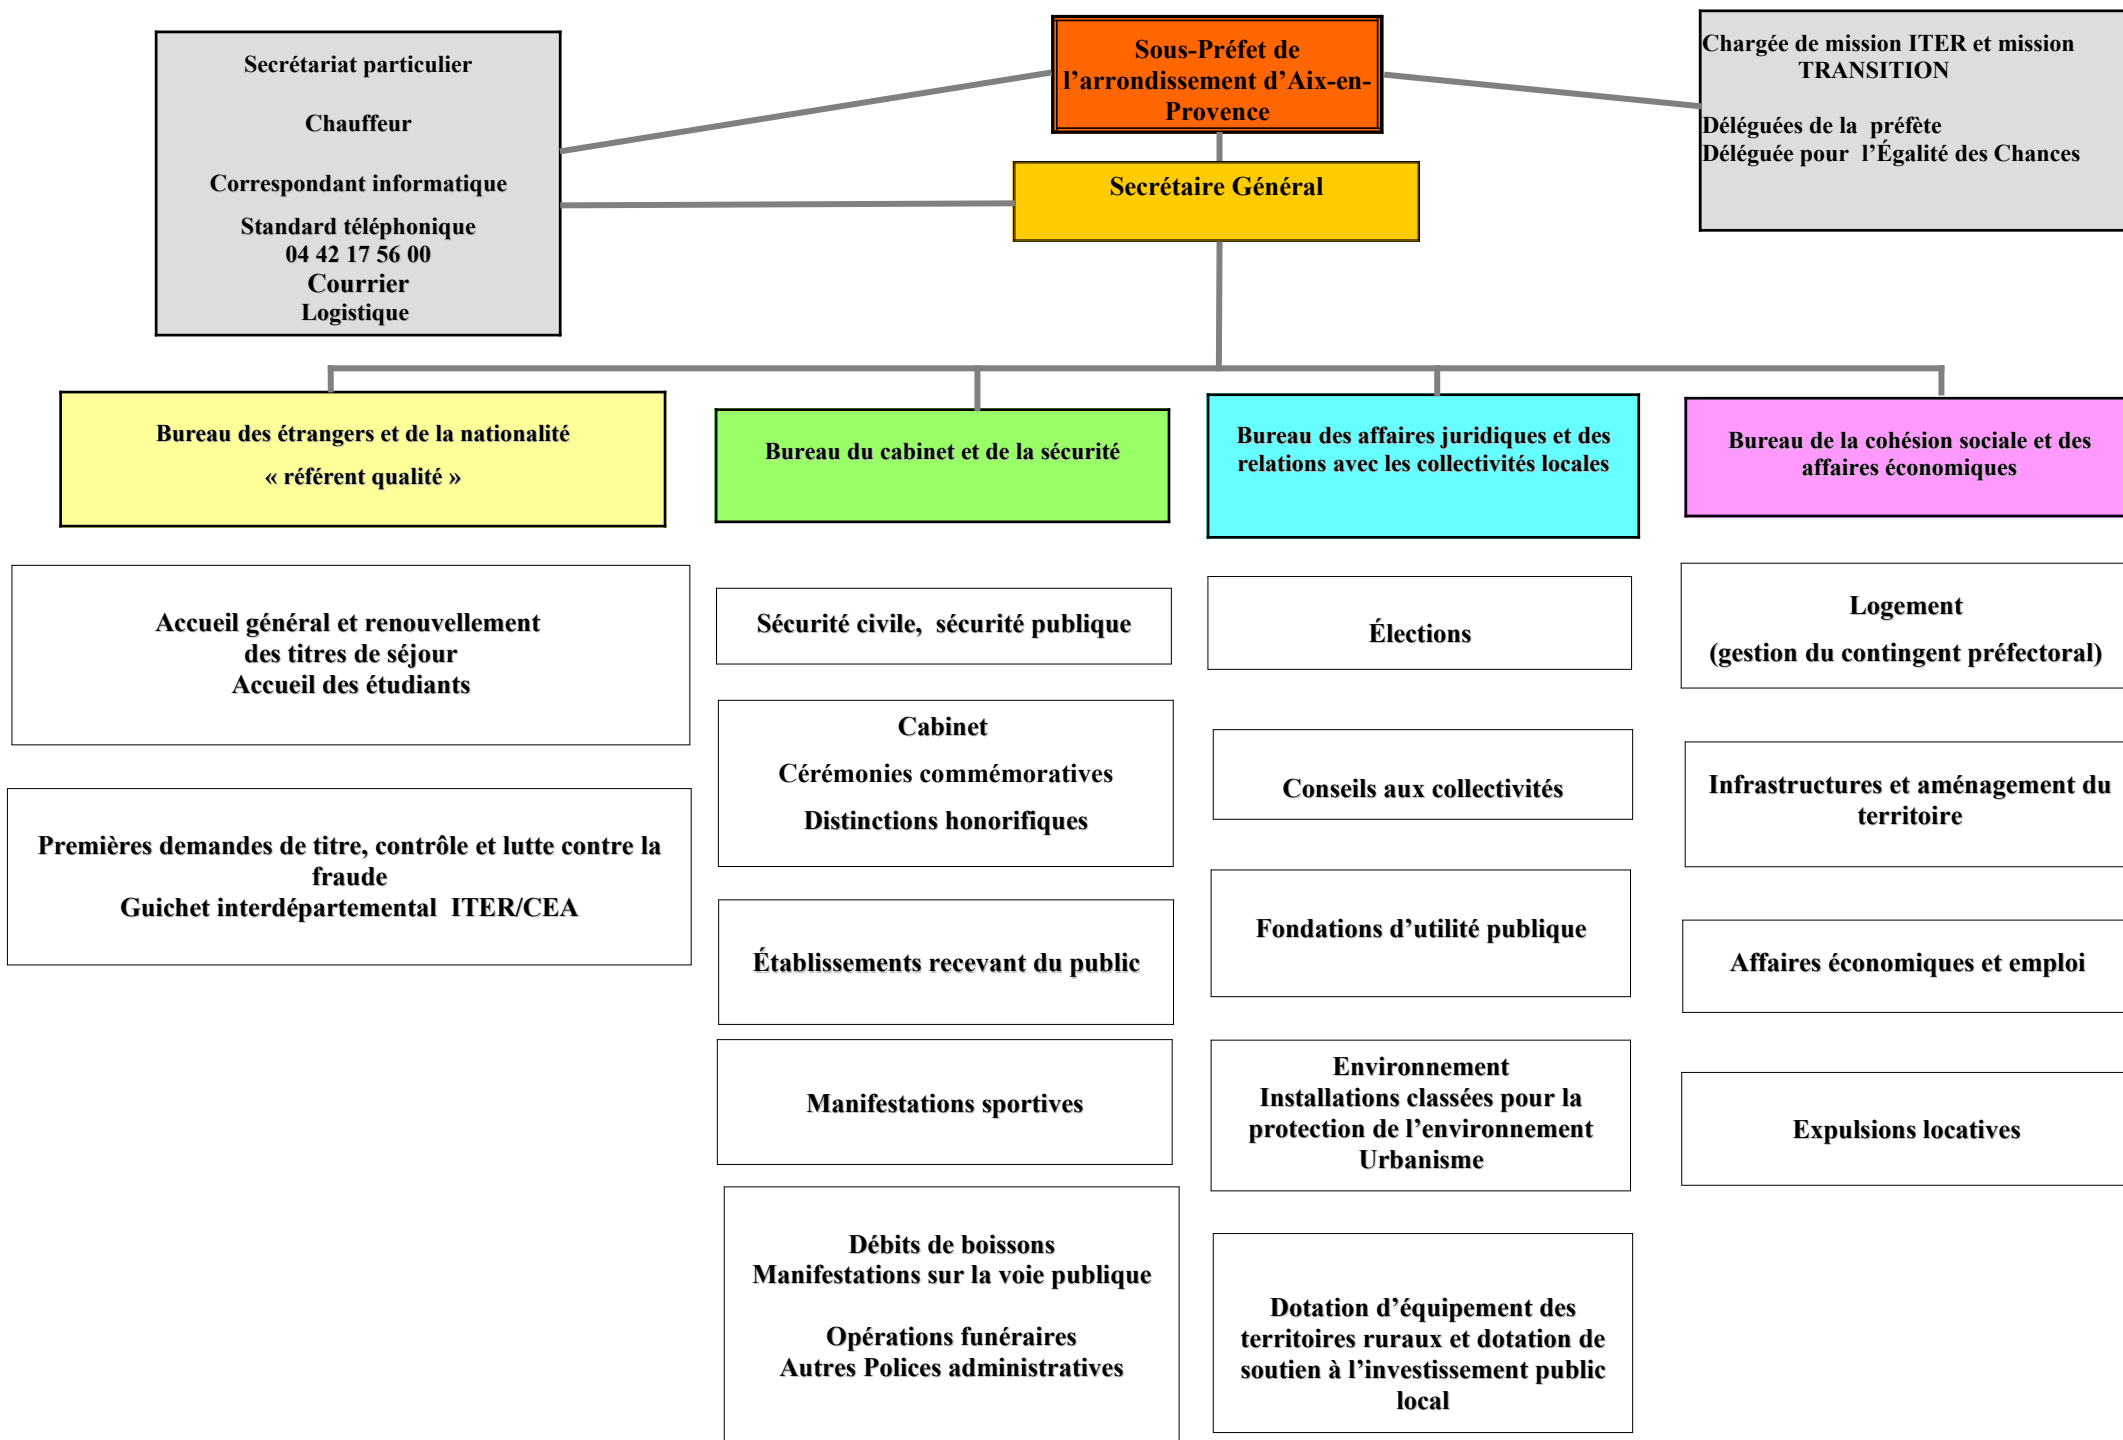 Secrétariat particulier
Chauffeur
Correspondant informatique
Standard téléphonique
04 42 17 56 00
Courrier
Logistique
Sous-Préfet de
l’arrondissement d’Aix-en-
Provence
Secrétaire Général
Chargée de mission ITER et mission
TRANSITION
Déléguées de la préfète
Déléguée pour l’Égalité des Chances
Bureau des étrangers et de la nationalité
« référent qualité »
Accueil général et renouvellement
des titres de séjour
Accueil des étudiants
Premières demandes de titre, contrôle et lutte contre la
fraude
Guichet interdépartemental ITER/CEA
Bureau du cabinet et de la sécurité
Sécurité civile, sécurité publique
Cabinet
Cérémonies commémoratives
Distinctions honorifiques
Établissements recevant du public
Manifestations sportives
Débits de boissons
Manifestations sur la voie publique
Opérations funéraires
Autres Polices administratives
Bureau des affaires juridiques et des
relations avec les collectivités locales
Élections
Conseils aux collectivités
Fondations d’utilité publique
Environnement
Installations classées pour la
protection de l’environnement
Urbanisme
Dotation d’équipement des
territoires ruraux et dotation de
soutien à l’investissement public
local
Bureau de la cohésion sociale et des
affaires économiques
Logement
(gestion du contingent préfectoral)
Infrastructures et aménagement du
territoire
Affaires économiques et emploi
Expulsions locatives